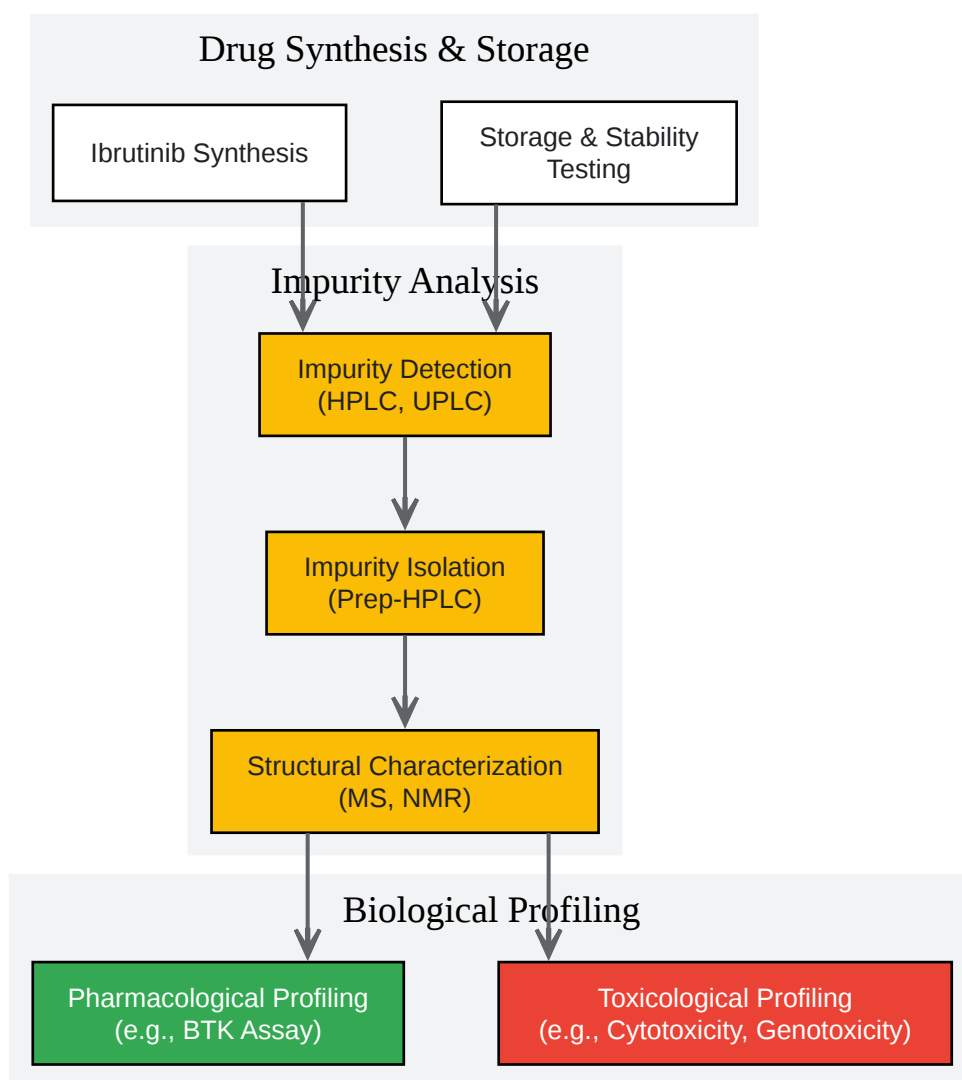 Drug Synthesis & Storage
Ibrutinib Synthesis
Storage & Stability
Testing
Impurity Analysis
Impurity Detection
(HPLC, UPLC)
Impurity Isolation
(Prep-HPLC)
Structural Characterization
(MS, NMR)
Biological Profiling
Pharmacological Profiling
(e.g., BTK Assay)
Toxicological Profiling
(e.g., Cytotoxicity, Genotoxicity)